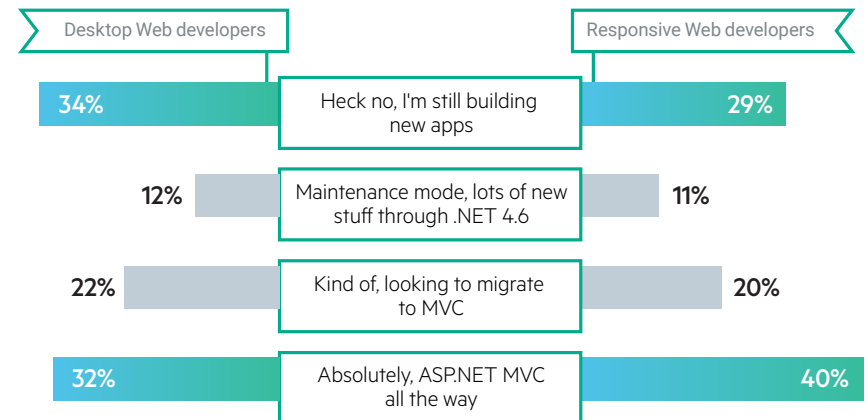 Desktop Web developers
Responsive Web developers
34%
Heck no, I'm still building
new apps
29%
12%
Maintenance mode, lots of new
stuff through .NET 4.6
11%
22%
Kind of, looking to migrate
to MVC
20%
32%
Absolutely, ASP.NET MVC
all the way
40%